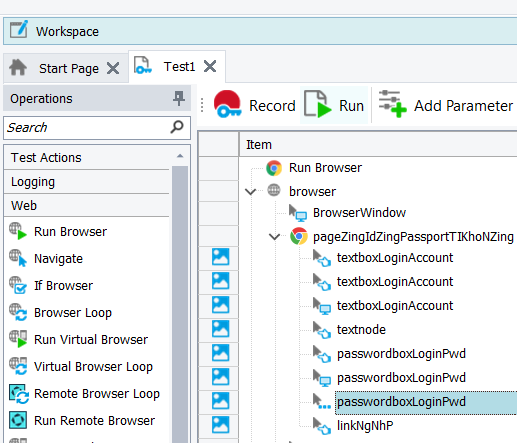 Workspace
Start Page
Test1
Operations
Record
Run
Add Parameter
Search
Item
Test Actions
Logging
Web
Run Browser
Navigate
If Browser
Browser Loop
Run Virtual Browser
Virtual Browser Loop
Remote Browser Loop
Run Remote Browser
Run Browser
browser
BrowserWindow
pageZingIdZingPassportTIKhoNZing
textboxLoginAccount
textboxLoginAccount
textboxLoginAccount
textnode
passwordboxLoginPwd
passwordboxLoginPwd
passwordboxLoginPwd
linkNgNhP